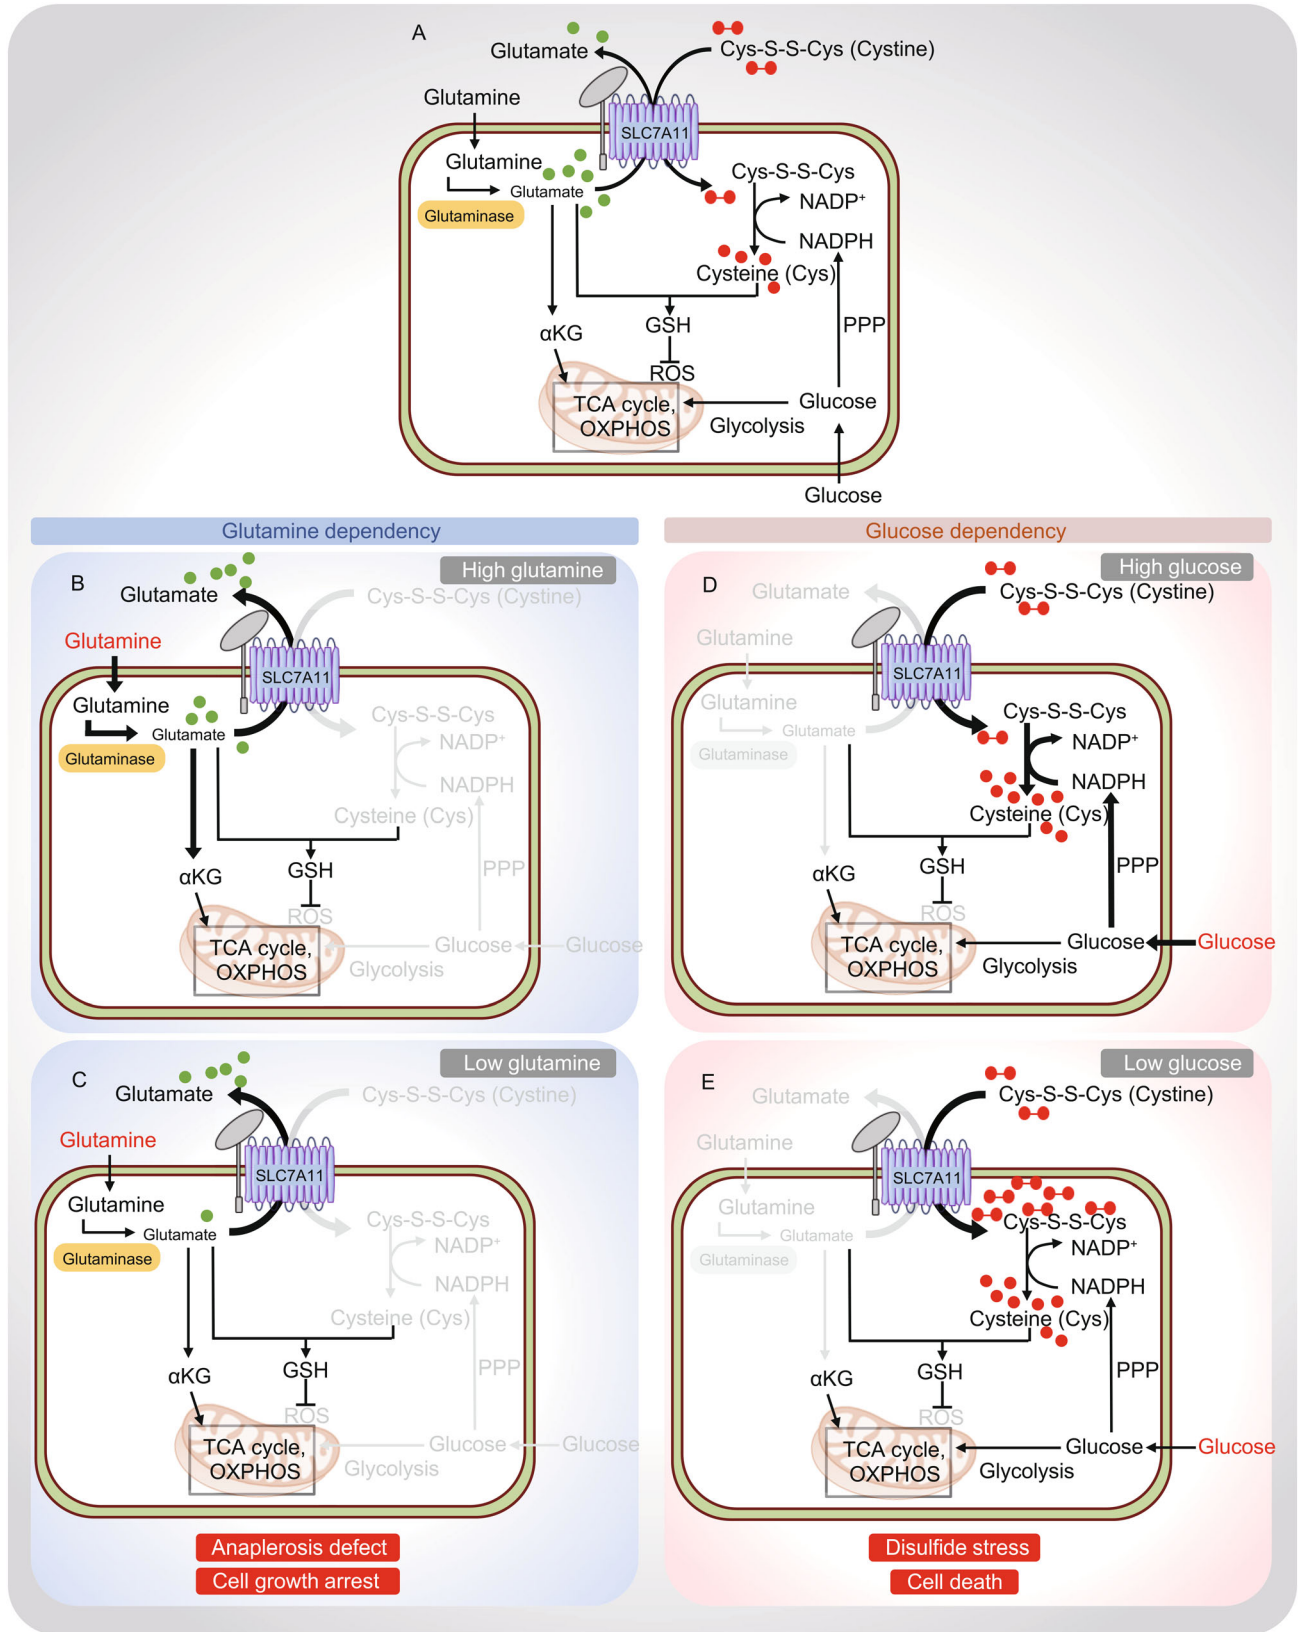 A
Glutamate
Cys-S-S-Cys (Cystine)
Glutamine
SLC7A11
Glutamine
Glutamate
Glutaminase
Cys-S-S-Cys
NADP+
NADPH
Cysteine (Cys)
αKG
GSH
PPP
ROS
TCA cycle,
OXPHOS
Glucose
Glycolysis
Glucose
Glutamine dependency
Glucose dependency
B
High glutamine
Glutamate
Cys-S-S-Cys (Cystine)
Glutamine
SLC7A11
Glutamine
Glutamate
Glutaminase
Cys-S-S-Cys
NADP+
NADPH
Cysteine (Cys)
αKG
GSH
PPP
ROS
TCA cycle,
OXPHOS
Glucose
Glucose
Glycolysis
D
High glucose
Glutamate
Cys-S-S-Cys (Cystine)
Glutamine
SLC7A11
Glutamine
Glutamate
Glutaminase
Cys-S-S-Cys
NADP+
NADPH
Cysteine (Cys)
αKG
GSH
PPP
ROS
TCA cycle,
OXPHOS
Glucose
Glucose
Glycolysis
C
Low glutamine
Glutamate
Cys-S-S-Cys (Cystine)
Glutamine
SLC7A11
Glutamine
Glutamate
Glutaminase
Cys-S-S-Cys
NADP+
NADPH
Cysteine (Cys)
αKG
GSH
PPP
ROS
TCA cycle,
OXPHOS
Glucose
Glucose
Glycolysis
Anaplerosis defect
Cell growth arrest
E
Low glucose
Glutamate
Cys-S-S-Cys (Cystine)
Glutamine
SLC7A11
Glutamine
Glutamate
Glutaminase
Cys-S-S-Cys
NADP+
NADPH
Cysteine (Cys)
αKG
GSH
PPP
ROS
TCA cycle,
OXPHOS
Glucose
Glucose
Glycolysis
Disulfide stress
Cell death